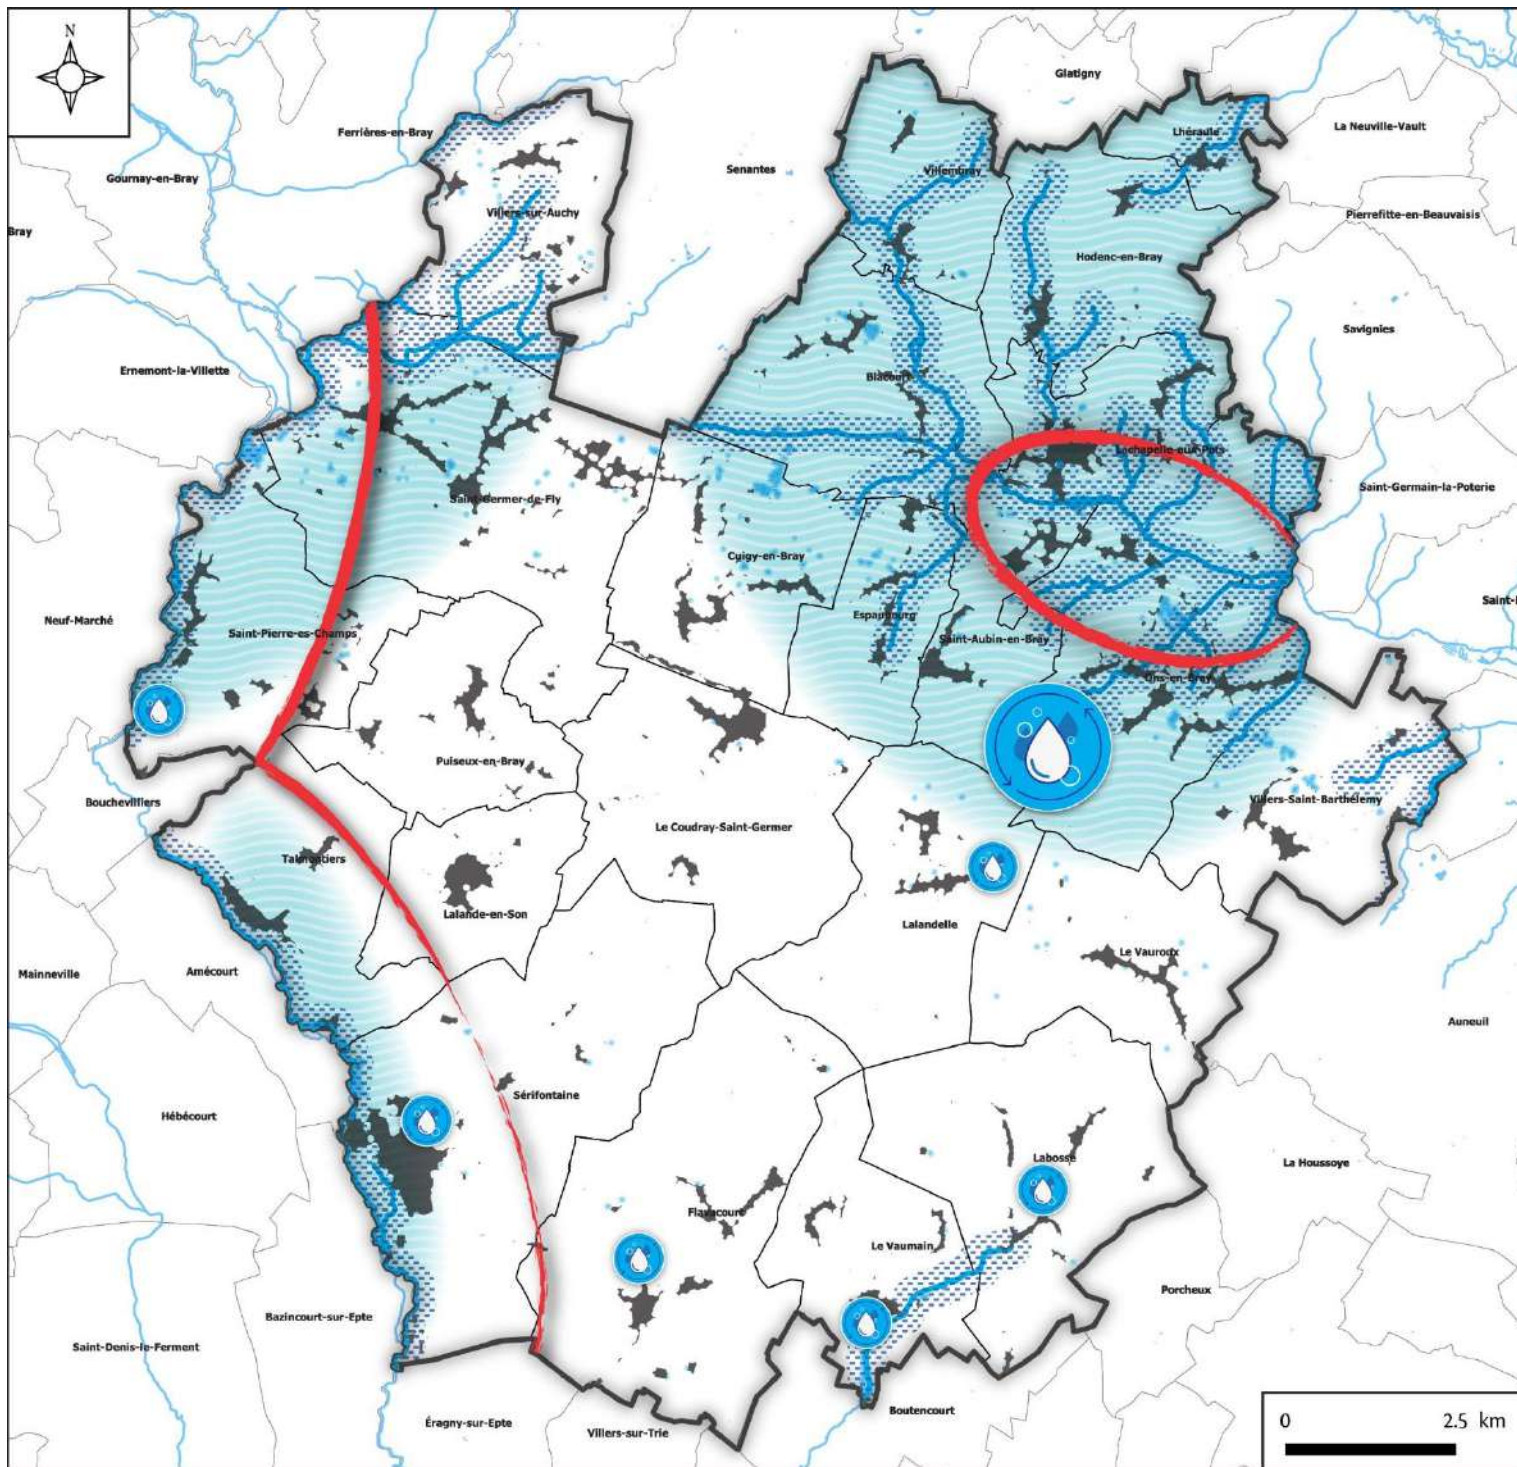 N
Glatigny
Ferrières-en-Bray
Lhéraule
La Neuville-Vault
Gournay-en-Bray
Senantes
Villembray
Villers-sur-Auchy
Pierrefitte-en-Beauvaisis
Bray
Hodenc-en-Bray
Savignies
Ernemont-la-Villette
Blacourt
Lachapelle-aux-Pots
Saint-Germain-la-Poterie
Saint-Germer-de-Fly
Cuigy-en-Bray
Neuf-Marché
Espaubourg
Saint-Pierre-es-Champs
Saint-Aubin-en-Bray
Ons-en-Bray
Puiseux-en-Bray
Bouchevilliers
Villers-Saint-Barthélemy
Le Coudray-Saint-Germer
Talmontiers
Lalande-en-Son
Lalandelle
Le Vauroux
Mainneville
Amécourt
Auneuil
Sérifontaine
Hébécourt
Labosse
La Houssoye
Flavacourt
Le Vaumain
Porcheux
Bazincourt-sur-Epte
Saint-Denis-le-Ferment
Boutencourt
Éragny-sur-Epte
Villers-sur-Trie
0 2.5 km